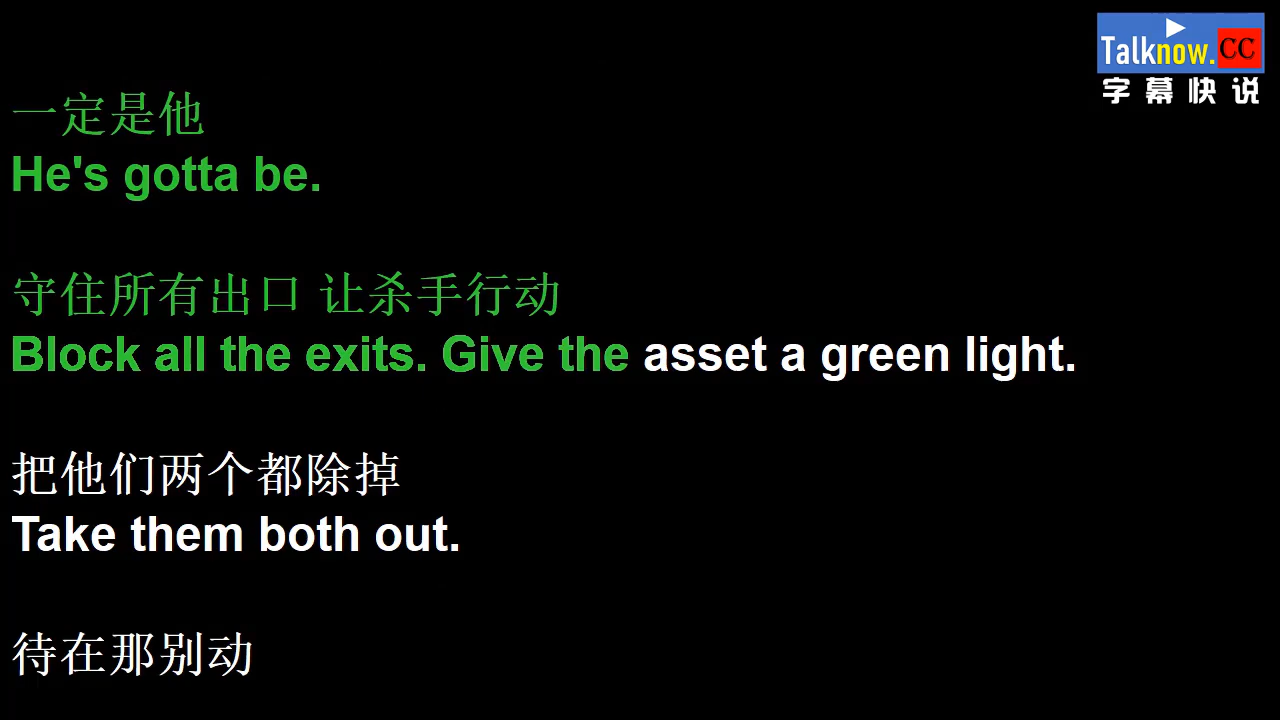 Talknow.CC
字幕快说
一定是他
He's gotta be.
守住所有出口 让杀手行动
Block all the exits. Give the asset a green light.
把他们两个都除掉
Take them both out.
待在那别动